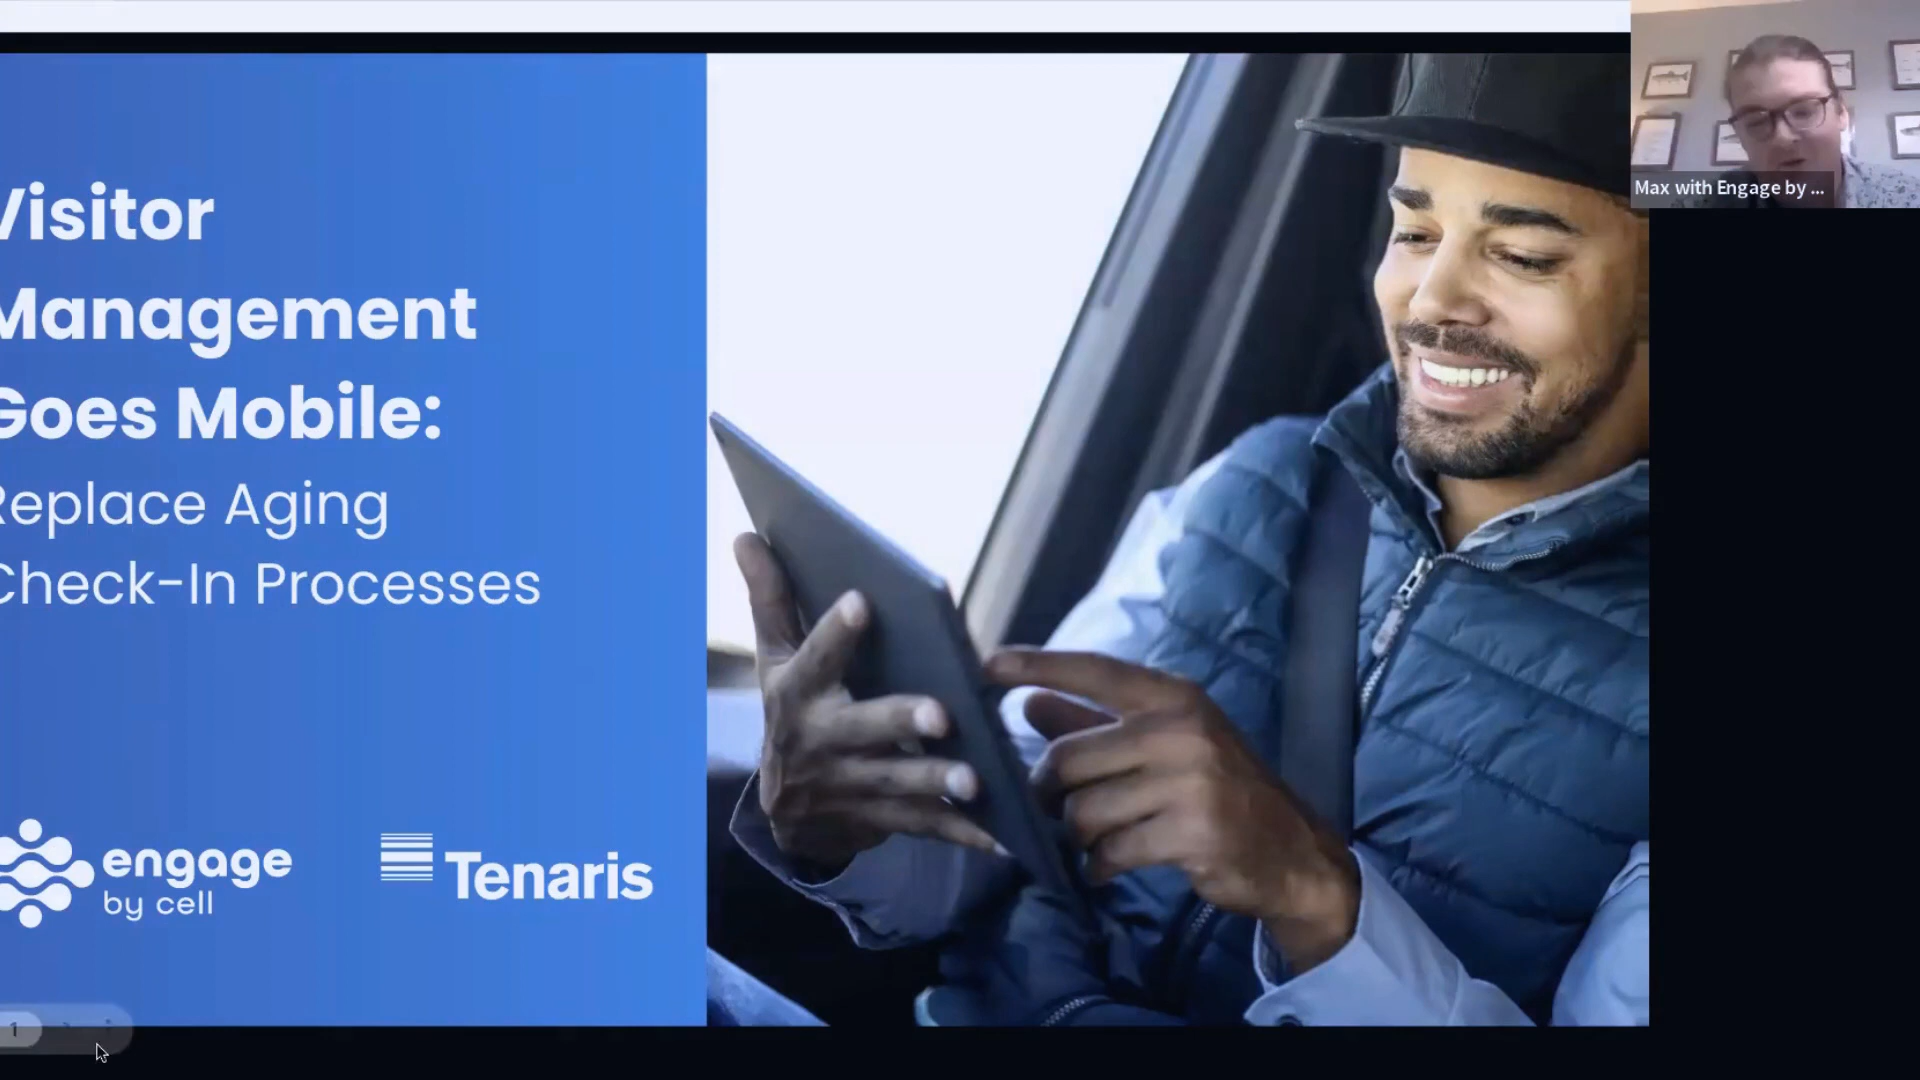 Visitor
Management
Goes Mobile:
Replace Aging
Check-In Processes
engage
by cell
Tenaris
1
Max with Engage by ...